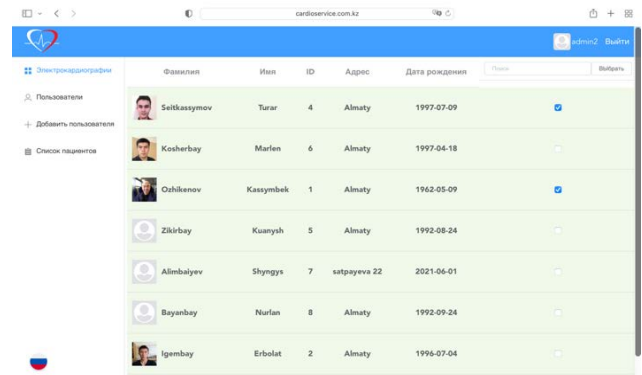 cardioservice.com.kz
admin2 Выйти
Электрокардиографии
Пользователи
Добавить пользователя
Список пациентов
Фамилия Имя ID Адрес Дата рождения Поиск Выбрать
Seitkassymov Turar 4 Almaty 1997-07-09
Kosherbay Marlen 6 Almaty 1997-04-18
Ozhikenov Kassymbek 1 Almaty 1962-05-09
Zikirbay Kuanysh 5 Almaty 1992-08-24
Alimbaiyev Shyngys 7 satpayeva 22 2021-06-01
Bayanbay Nurlan 8 Almaty 1992-09-24
Igembay Erbolat 2 Almaty 1996-07-04